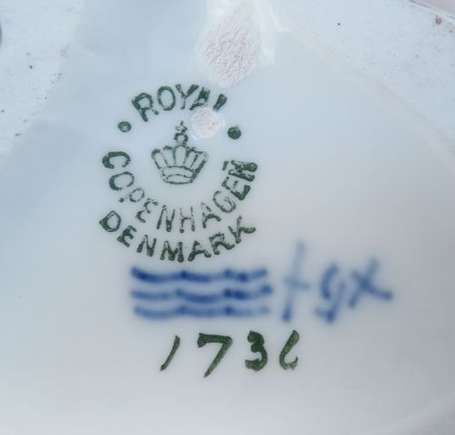 ROYAL
COPENHAGEN
DENMARK
1736